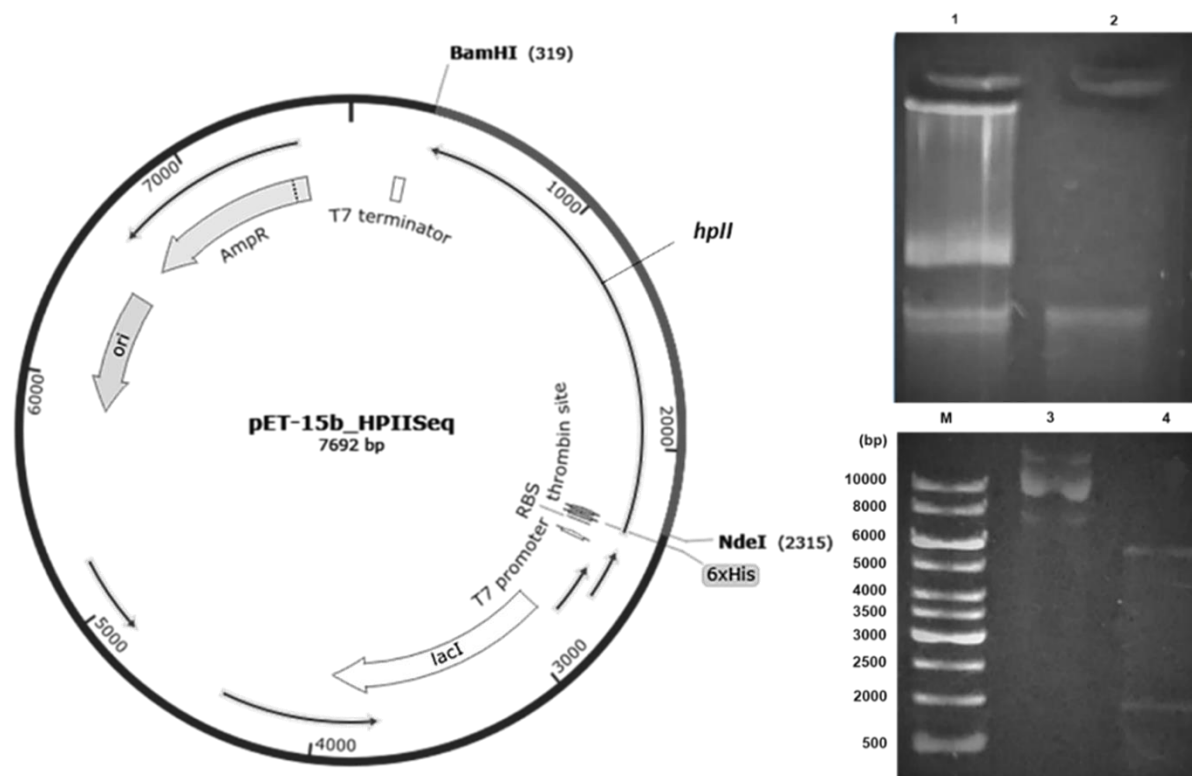 BamHI (319)
7000
1000
T7 terminator
AmpR
hpII
ori
6000
pET-15b_HPIISeq
7692 bp
2000
thrombin site
RBS
T7 promoter
NdeI (2315)
6xHis
lacI
5000
3000
4000
1 2
M 3 4
(bp)
10000
8000
6000
5000
4000
3500
3000
2500
2000
500